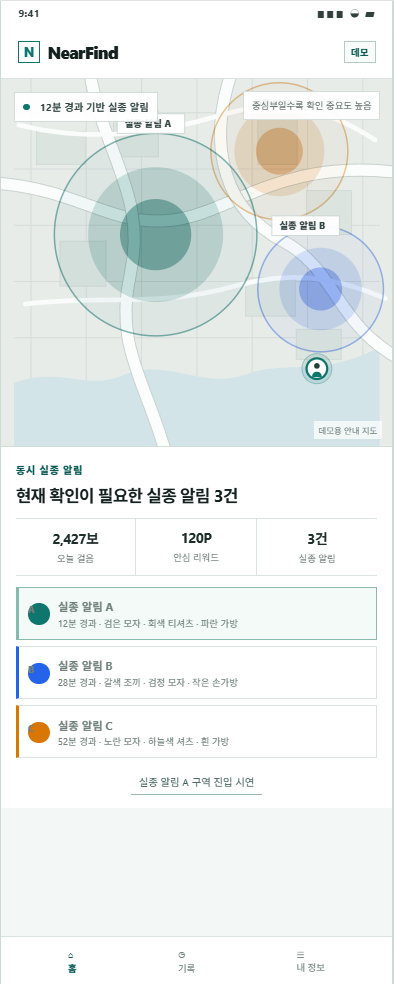 9:41
N NearFind
데모
12분 경과 기반 실종 알림
중심부일수록 확인 중요도 높음
실종 알림 A
실종 알림 B
데모용 안내 지도
동시 실종 알림
현재 확인이 필요한 실종 알림 3건
2,427보
오늘 걸음
120P
안심 리워드
3건
실종 알림
A
실종 알림 A
12분 경과 · 검은 모자 · 회색 티셔츠 · 파란 가방
B
실종 알림 B
28분 경과 · 갈색 조끼 · 검정 모자 · 작은 손가방
실종 알림 C
52분 경과 · 노란 모자 · 하늘색 셔츠 · 흰 가방
실종 알림 A 구역 진입 시연
홈
기록
내 정보